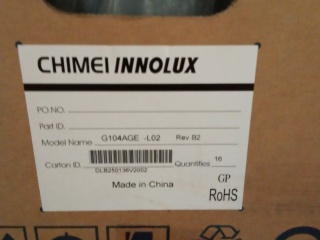 CHIMEI INNOLUX
PO.NO.
Part ID.
Model Name G104AGE -L02 Rev B2
Carton ID. Quantities 16
DLB250136V2002
Made in China GP
RoHS